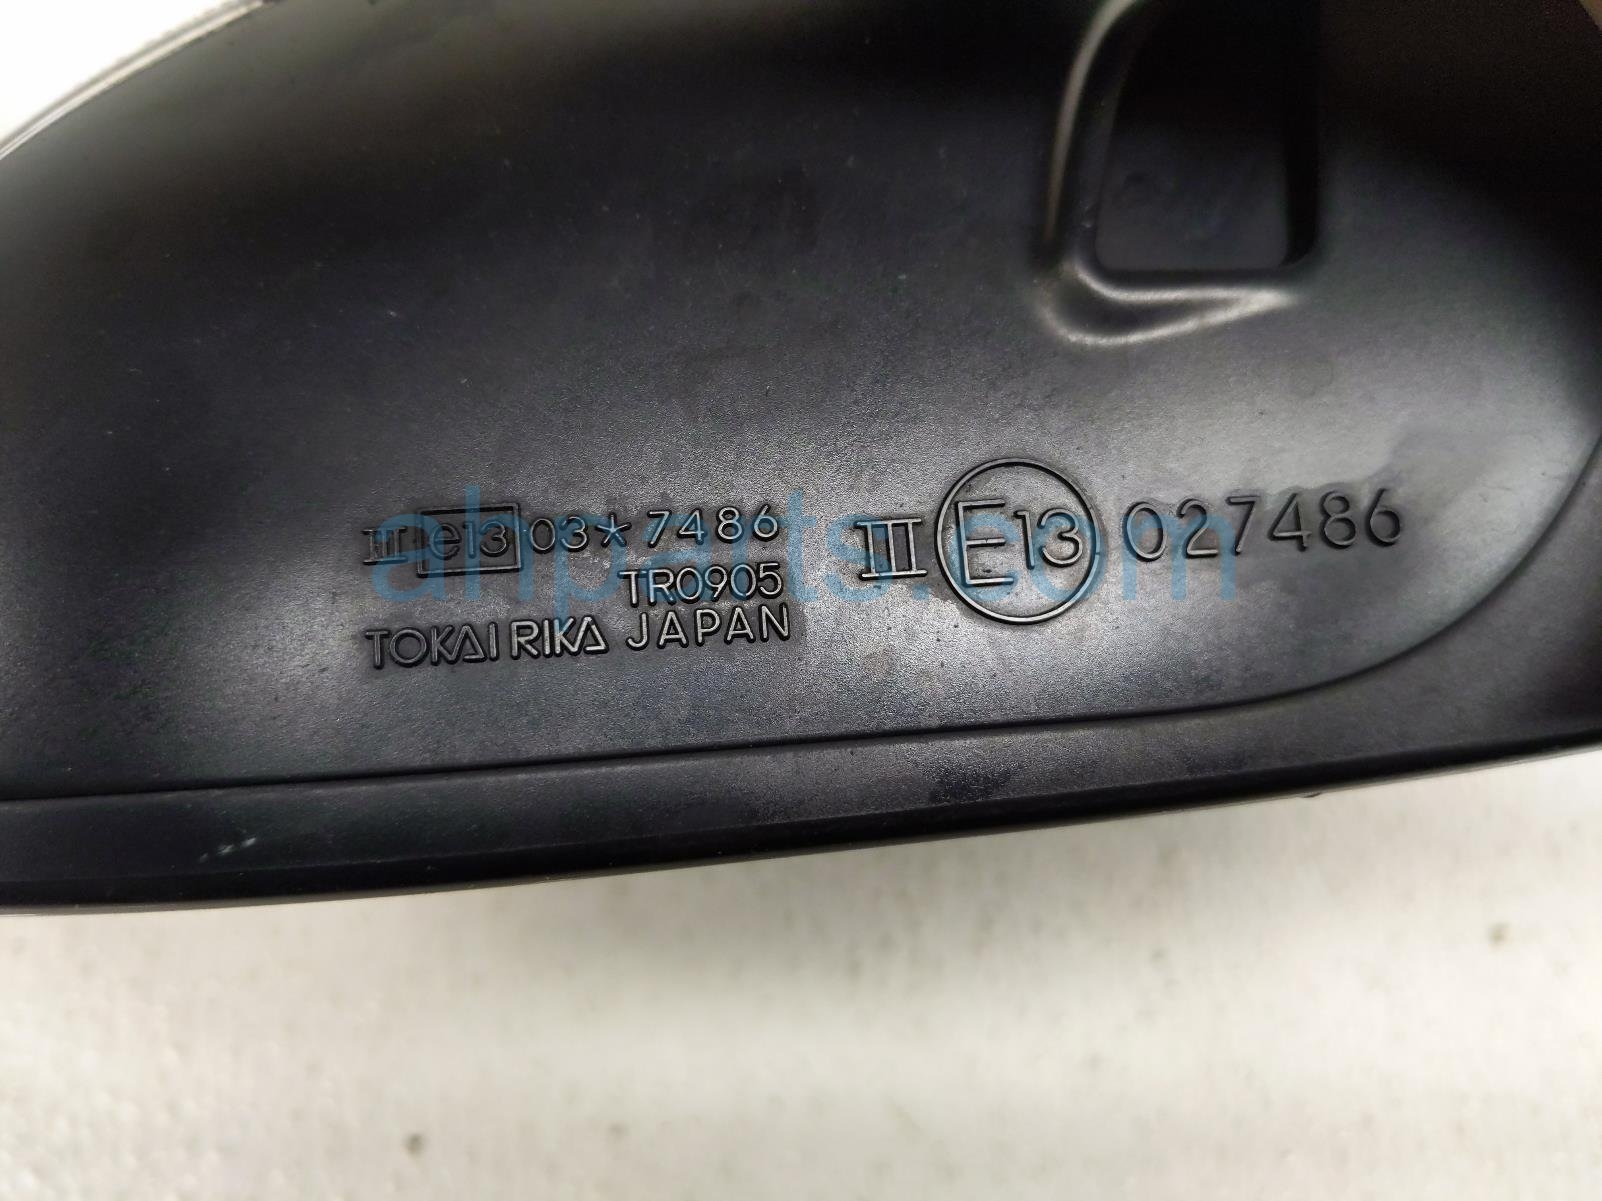 III e13 03*7486
TR0905
TOKAI RIKA JAPAN
III E13 027486
ahparts.com